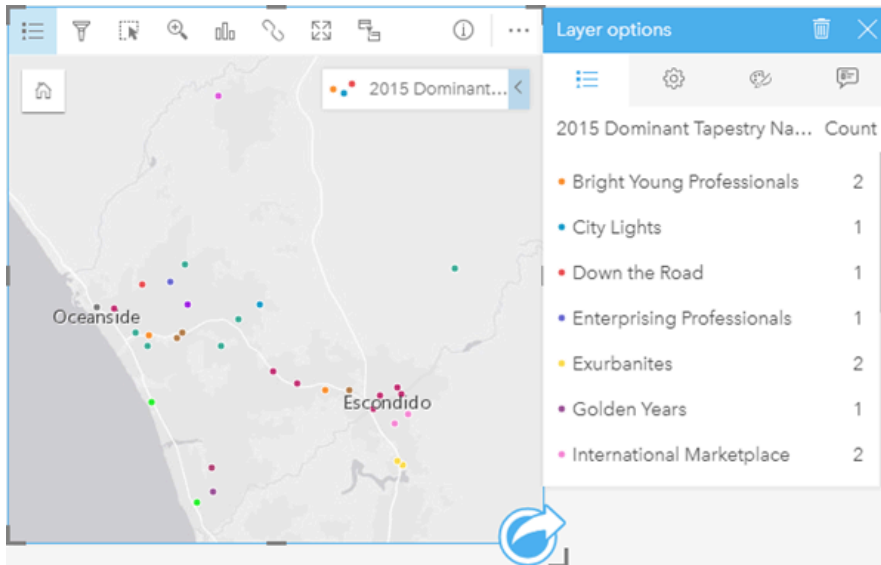 Layer options
2015 Dominant...
2015 Dominant Tapestry Na... Count
Bright Young Professionals 2
City Lights 1
Down the Road 1
Enterprising Professionals 1
Exurbanites 2
Golden Years 1
International Marketplace 2
Oceanside
Escondido